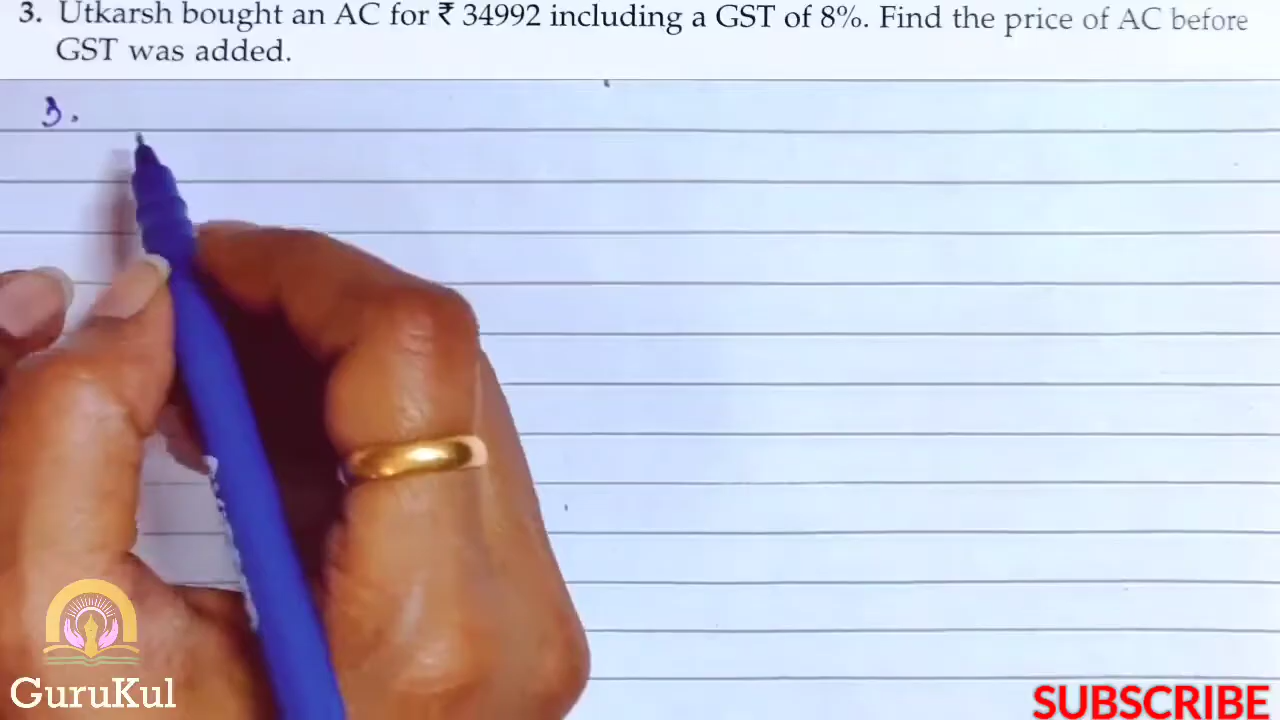 3. Utkarsh bought an AC for ₹ 34992 including a GST of 8%. Find the price of AC before
GST was added.
3.
GuruKul
SUBSCRIBE